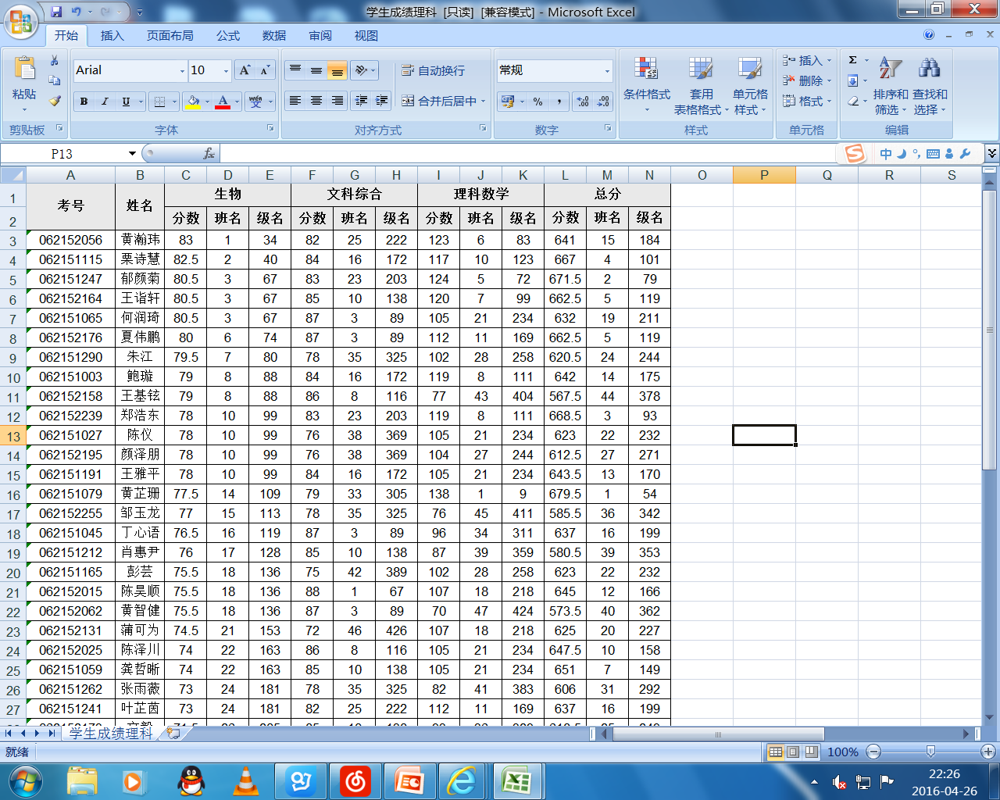 学生成绩理科 [只读] [兼容模式] - Microsoft Excel
开始 插入 页面布局 公式 数据 审阅 视图
粘贴 Arial 10 自动换行 常规 条件格式 套用 表格格式 单元格 样式 插入 删除 格式 Σ 排序和 筛选 查找和 选择
B I U A 变 合并后居中 % ,
剪贴板 字体 对齐方式 数字 样式 单元格 编辑
P13 fx 中
A B C D E F G H I J K L M N O P Q R S
1 考号 姓名 生物 文科综合 理科数学 总分
2 分数 班名 级名 分数 班名 级名 分数 班名 级名 分数 班名 级名
3 062152056 黄瀚玮 83 1 34 82 25 222 123 6 83 641 15 184
4 062151115 栗诗慧 82.5 2 40 84 16 172 117 10 123 667 4 101
5 062151247 郁颜菊 80.5 3 67 83 23 203 124 5 72 671.5 2 79
6 062152164 王诣轩 80.5 3 67 85 10 138 120 7 99 662.5 5 119
7 062151065 何润琦 80.5 3 67 87 3 89 105 21 234 632 19 211
8 062152176 夏伟鹏 80 6 74 87 3 89 112 11 169 662.5 5 119
9 062151290 朱江 79.5 7 80 78 35 325 102 28 258 620.5 24 244
10 062151003 鲍璇 79 8 88 84 16 172 119 8 111 642 14 175
11 062152158 王基铉 79 8 88 86 8 116 77 43 404 567.5 44 378
12 062152239 郑浩东 78 10 99 83 23 203 119 8 111 668.5 3 93
13 062151027 陈仪 78 10 99 76 38 369 105 21 234 623 22 232
14 062152195 颜泽朋 78 10 99 76 38 369 104 27 244 612.5 27 271
15 062151191 王雅平 78 10 99 84 16 172 105 21 234 643.5 13 170
16 062151079 黄芷珊 77.5 14 109 79 33 305 138 1 9 679.5 1 54
17 062152255 邹玉龙 77 15 113 78 35 325 76 45 411 585.5 36 342
18 062151045 丁心语 76.5 16 119 87 3 89 96 34 311 637 16 199
19 062151212 肖惠尹 76 17 128 85 10 138 87 39 359 580.5 39 353
20 062151165 彭芸 75.5 18 136 75 42 389 102 28 258 623 22 232
21 062152015 陈昊顺 75.5 18 136 88 1 67 107 18 218 645 12 166
22 062152062 黄智健 75.5 18 136 87 3 89 70 47 424 573.5 40 362
23 062152131 蒲可为 74.5 21 153 72 46 426 107 18 218 625 20 227
24 062152025 陈泽川 74 22 163 86 8 116 105 21 234 647.5 10 158
25 062151059 龚哲晰 74 22 163 85 10 138 105 21 234 651 7 149
26 062151262 张雨薇 73 24 181 78 35 325 82 41 383 606 31 292
27 062151241 叶芷茵 73 24 181 82 25 222 112 11 169 637 16 199
学生成绩理科
就绪 100%
22:26
2016-04-26